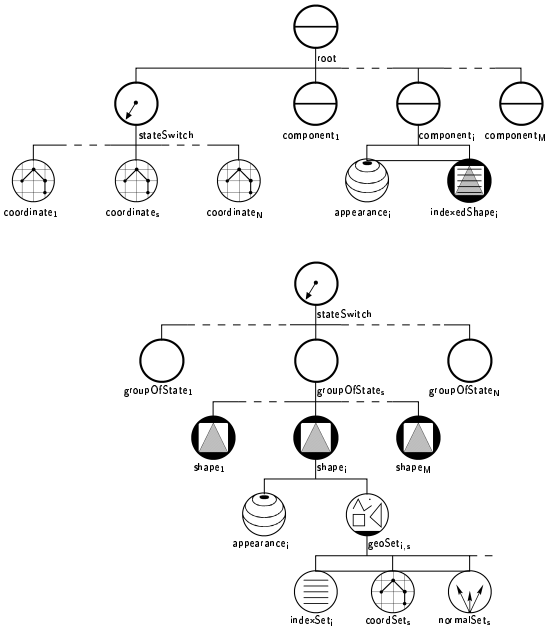 root
stateSwitch
component1
componenti
componentM
coordinate1
coordinates
coordinateN
appearancei
indexedShapei
stateSwitch
groupOfState1
groupOfStates
groupOfStateN
shape1
shapei
shapeM
appearancei
geoSeti,s
indexSeti
coordSets
normalSets